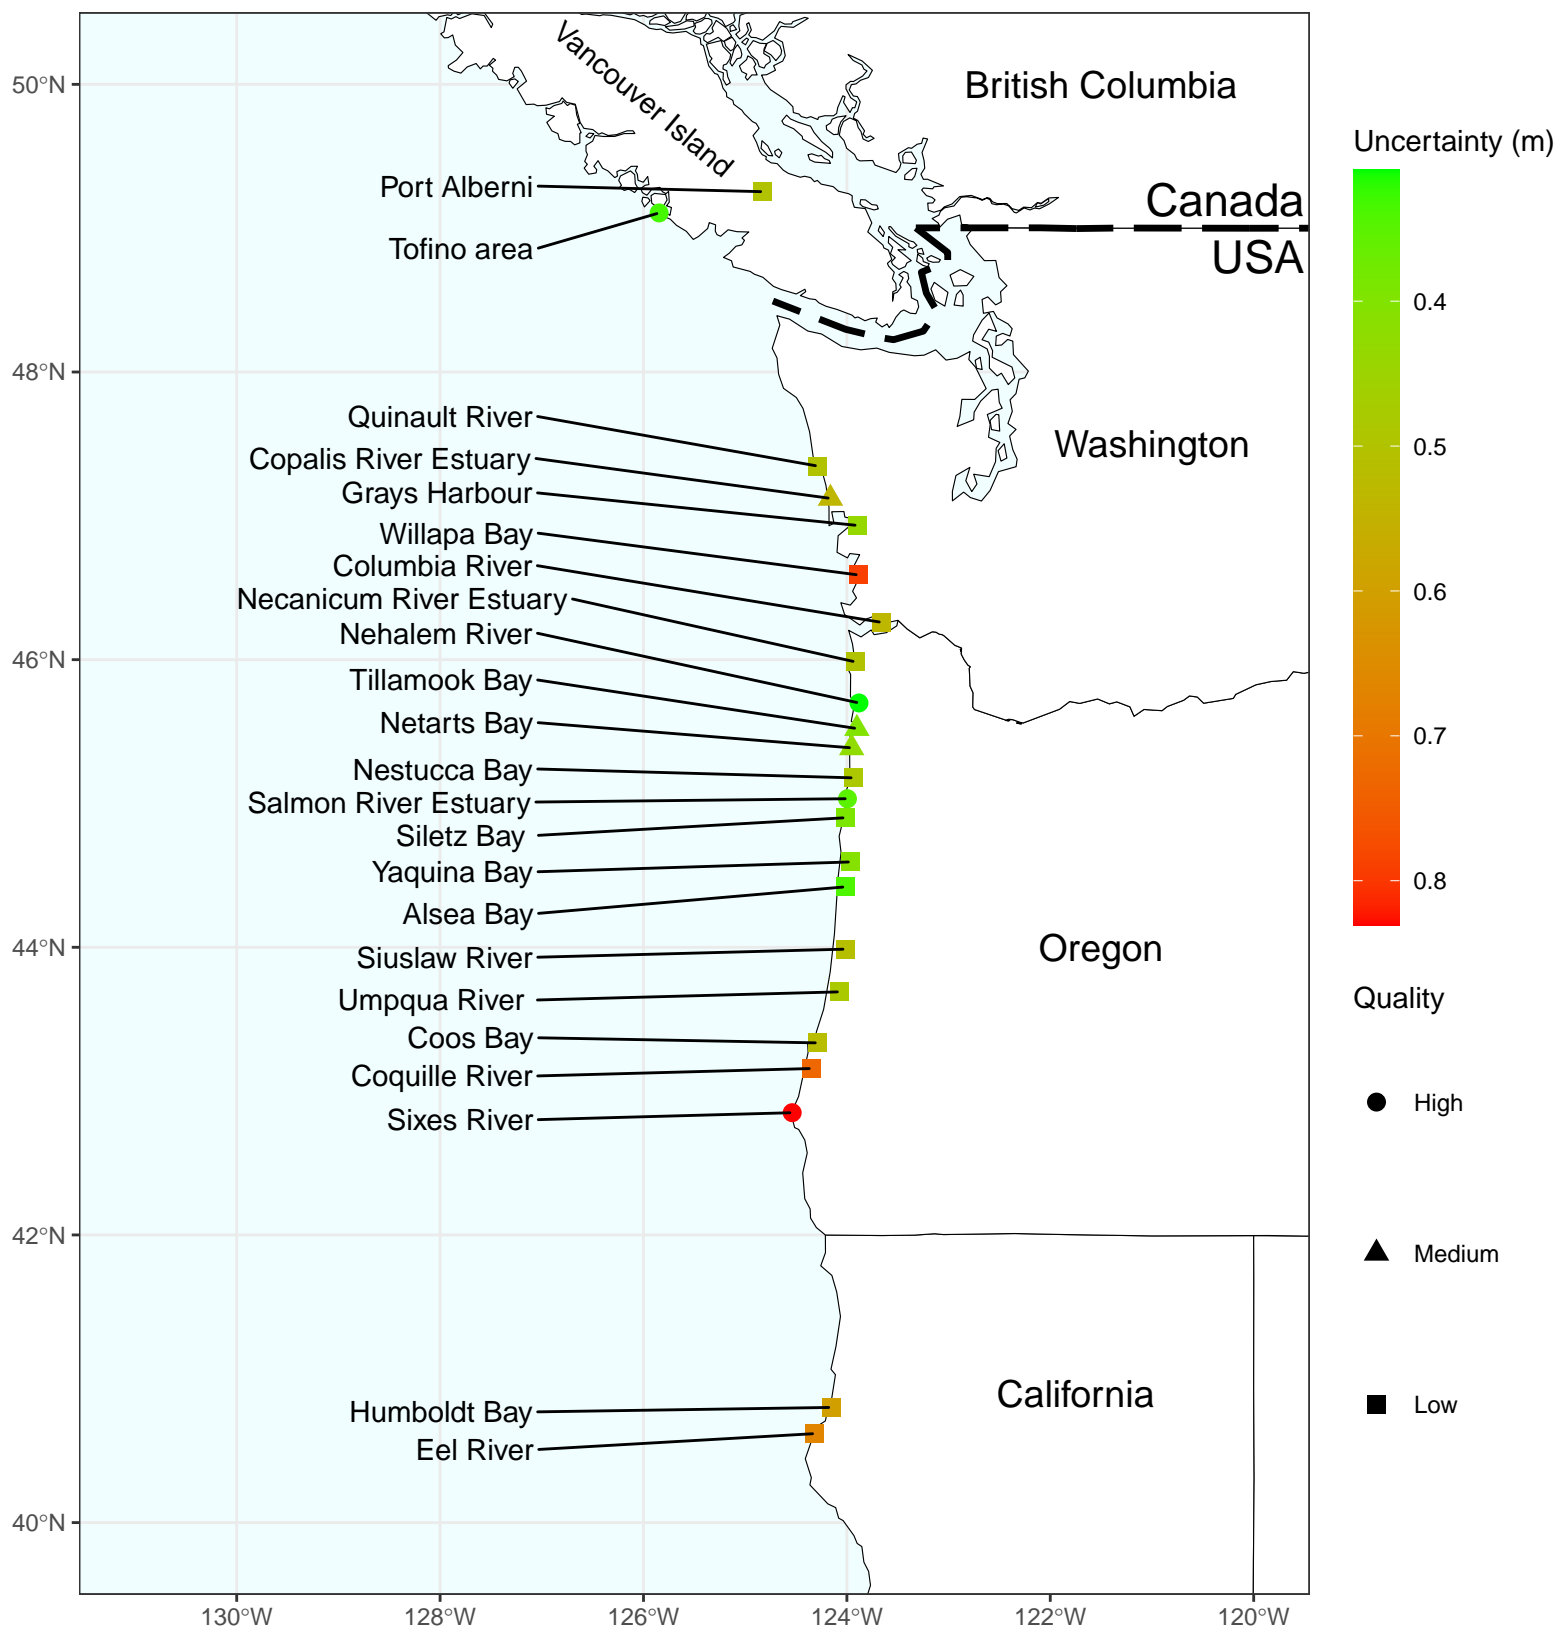 50°N
48°N
46°N
44°N
42°N
40°N
130°W
128°W
126°W
124°W
122°W
120°W
Vancouver Island
British Columbia
Canada
USA
Washington
Oregon
California
Port Alberni
Tofino area
Quinault River
Copalis River Estuary
Grays Harbour
Willapa Bay
Columbia River
Necanicum River Estuary
Nehalem River
Tillamook Bay
Netarts Bay
Nestucca Bay
Salmon River Estuary
Siletz Bay
Yaquina Bay
Alsea Bay
Siuslaw River
Umpqua River
Coos Bay
Coquille River
Sixes River
Humboldt Bay
Eel River
Uncertainty (m)
0.4
0.5
0.6
0.7
0.8
Quality
High
Medium
Low